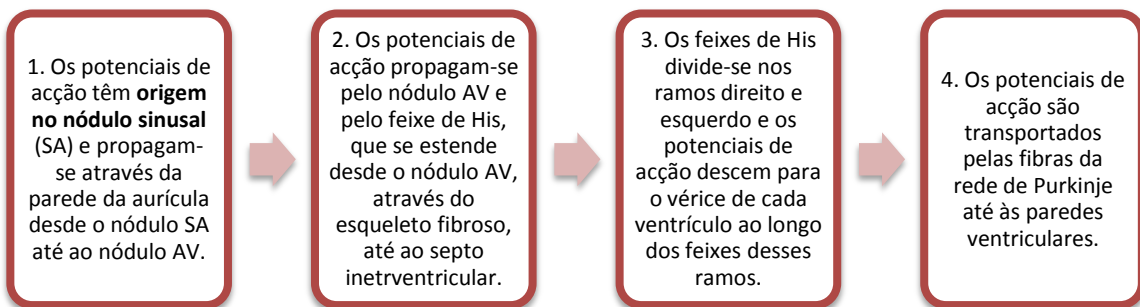 1. Os potenciais de
acção têm origem
no nódulo sinusal
(SA) e propagam-
se através da
parede da aurícula
desde o nódulo SA
até ao nódulo AV.
2. Os potenciais de
acção propagam-se
pelo nódulo AV e
pelo feixe de His,
que se estende
desde o nódulo AV,
através do
esqueleto fibroso,
até ao septo
inetrventricular.
3. Os feixes de His
divide-se nos
ramos direito e
esquerdo e os
potenciais de
acção descem para
o vérice de cada
ventrículo ao longo
dos feixes desses
ramos.
4. Os potenciais de
acção são
transportados
pelas fibras da
rede de Purkinje
até às paredes
ventriculares.